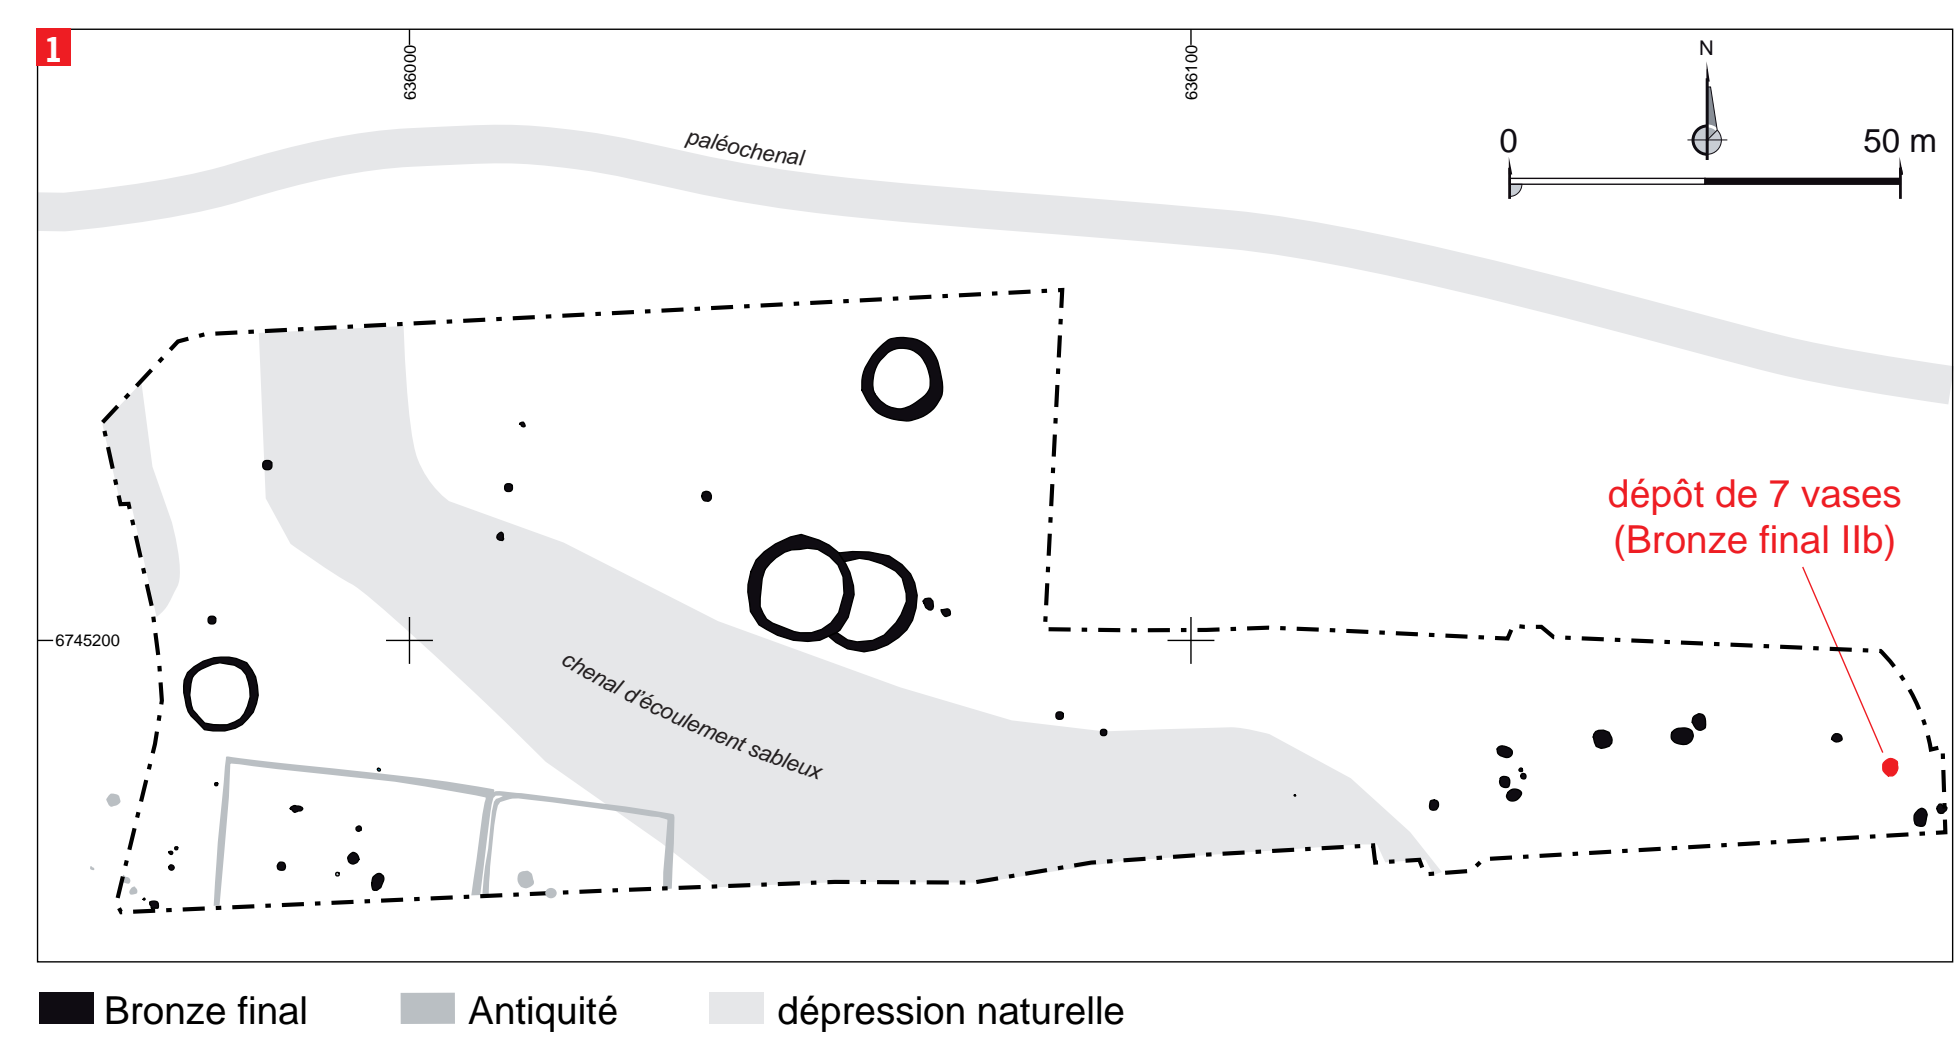 1
636000
636100
N
0
50 m
paléochenal
dépôt de 7 vases
(Bronze final IIb)
6745200
chenal d'écoulement sableux
Bronze final
Antiquité
dépression naturelle